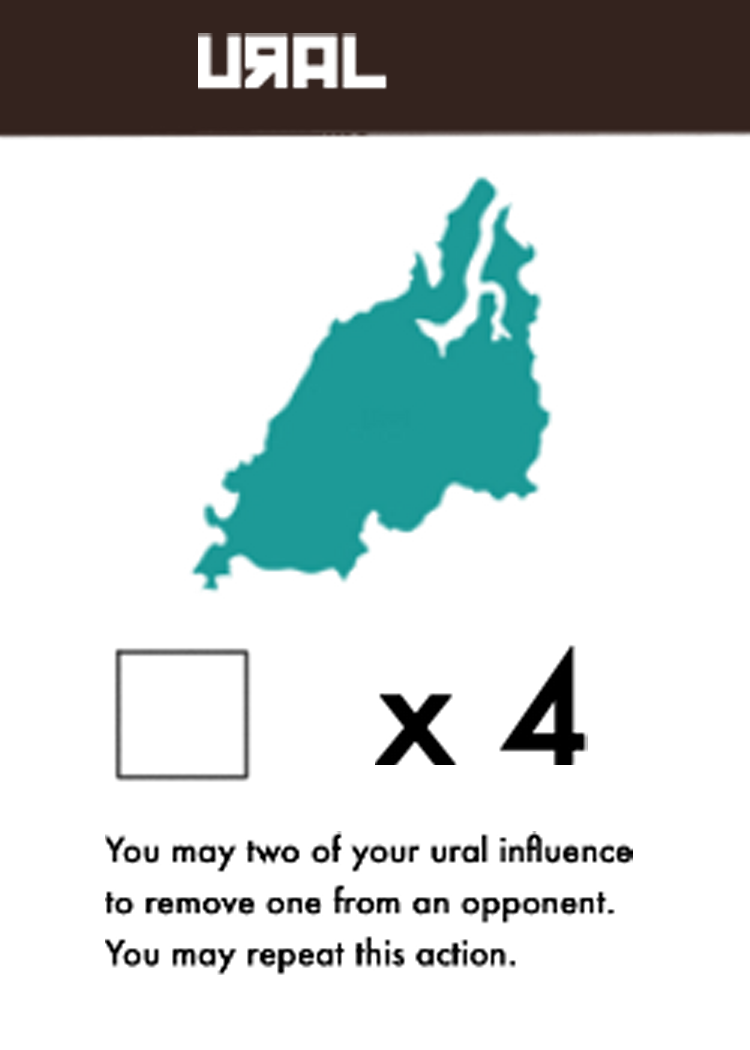 URAL
x 4
You may two of your ural influence
to remove one from an opponent.
You may repeat this action.